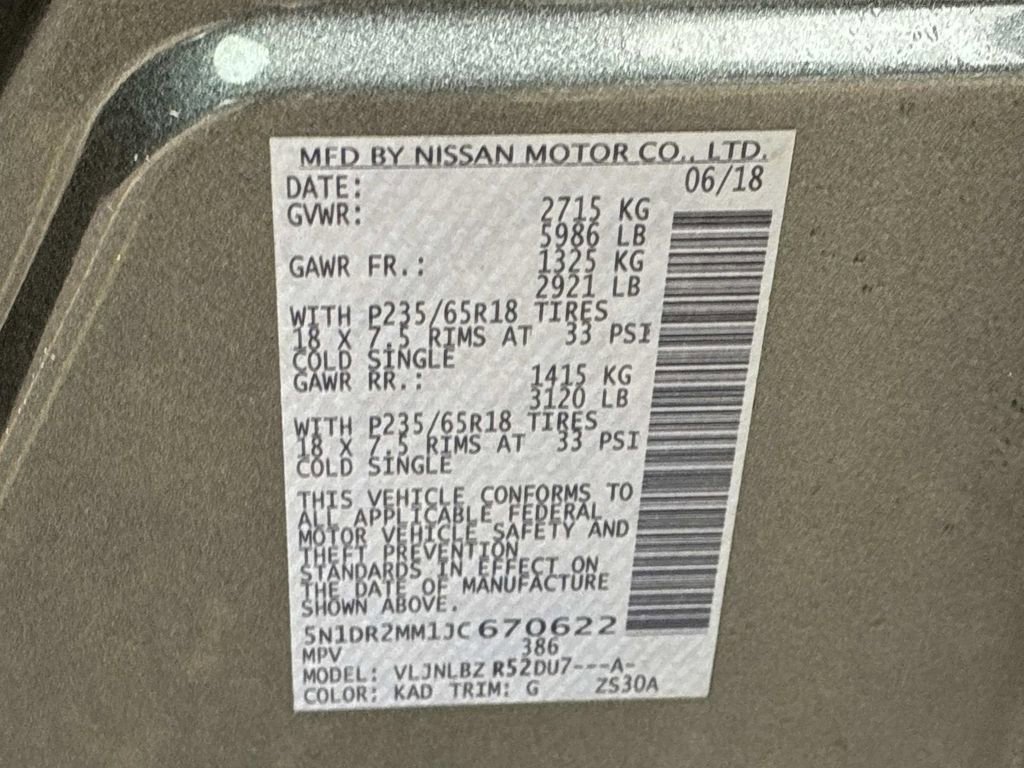 MFD BY NISSAN MOTOR CO., LTD.
DATE: 06/18
GVWR: 2715 KG
5986 LB
GAWR FR.: 1325 KG
2921 LB
WITH P235/65R18 TIRES
18 X 7.5 RIMS AT 33 PSI
COLD SINGLE
GAWR RR.: 1415 KG
3120 LB
WITH P235/65R18 TIRES
18 X 7.5 RIMS AT 33 PSI
COLD SINGLE
THIS VEHICLE CONFORMS TO
ALL APPLICABLE FEDERAL
MOTOR VEHICLE SAFETY AND
THEFT PREVENTION
STANDARDS IN EFFECT ON
THE DATE OF MANUFACTURE
SHOWN ABOVE.
5N1DR2MM1JC670622
MPV 386
MODEL: VLJNLBZ R52DU7---A-
COLOR: KAD TRIM: G ZS30A